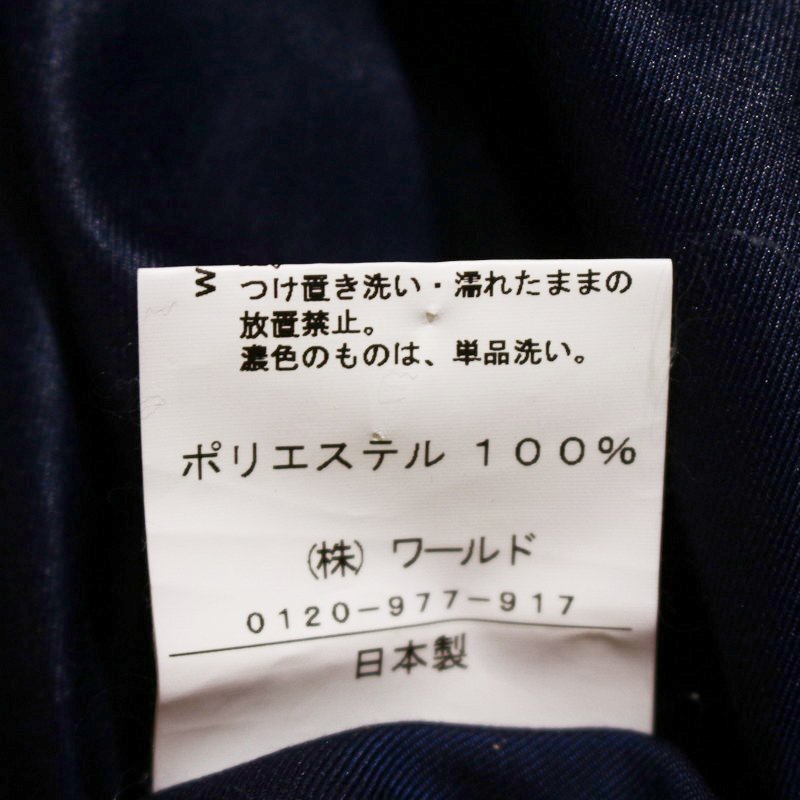 W
つけ置き洗い・濡れたままの
放置禁止。
濃色のものは、単品洗い。
ポリエステル 100%
(株) ワールド
0120-977-917
日本製